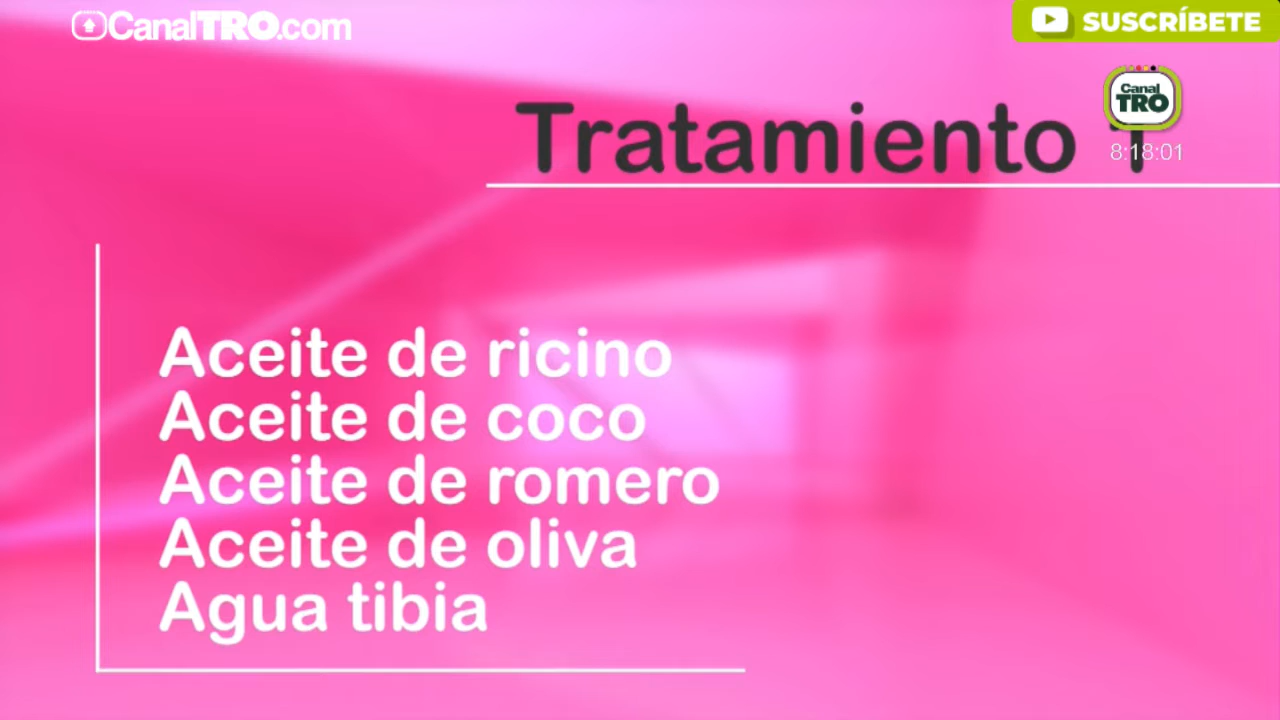 CanalTRO.com
SUSCRÍBETE
Canal
TRO
Tratamiento 1
8:18:01
Aceite de ricino
Aceite de coco
Aceite de romero
Aceite de oliva
Agua tibia